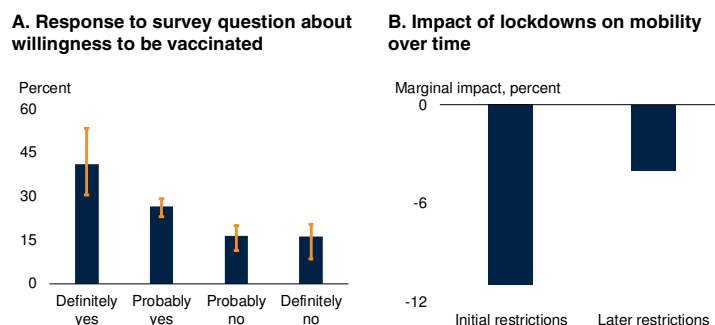 A. Response to survey question about
willingness to be vaccinated
Percent
60
45
30
15
0
Definitely
yes
Probably
yes
Probably
no
Definitely
no
B. Impact of lockdowns on mobility
over time
Marginal impact, percent
0
-6
-12
Initial restrictions
Later restrictions